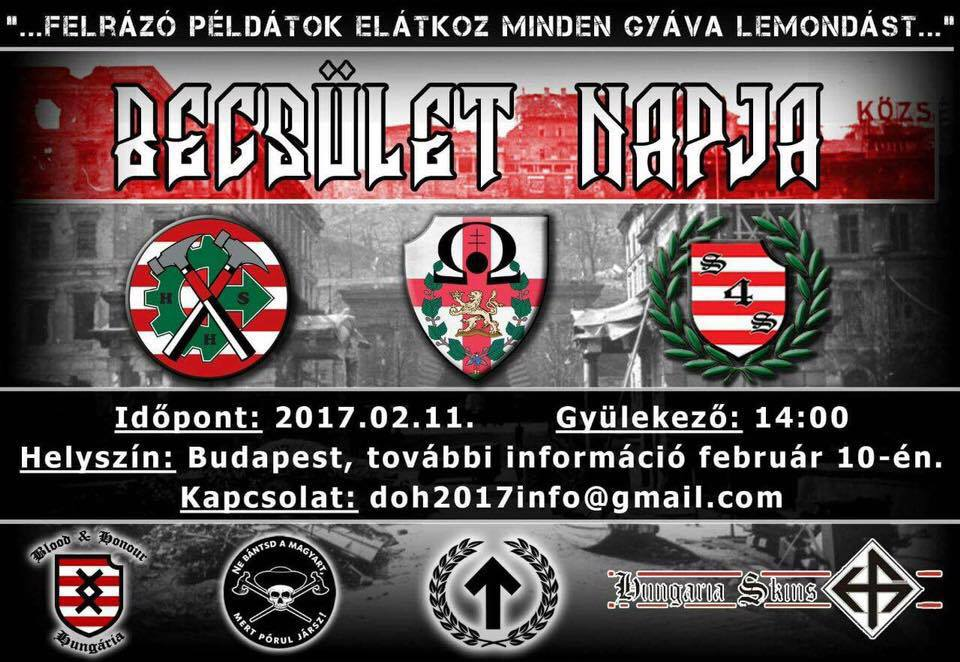 "...FELRÁZÓ PÉLDÁTOK ELÁTKOZ MINDEN GYÁVA LEMONDÁST..."
BECSÜLET NAPJA
KÖZS
H S
H
Ω
S
4
S
Időpont: 2017.02.11. Gyülekező: 14:00
Helyszín: Budapest, további információ február 10-én.
Kapcsolat: doh2017info@gmail.com
Blood & Honour
Hungária
NE BÁNTSD A MAGYART,
MERT PÓRUL JÁRSZ!
Hungaria Skins